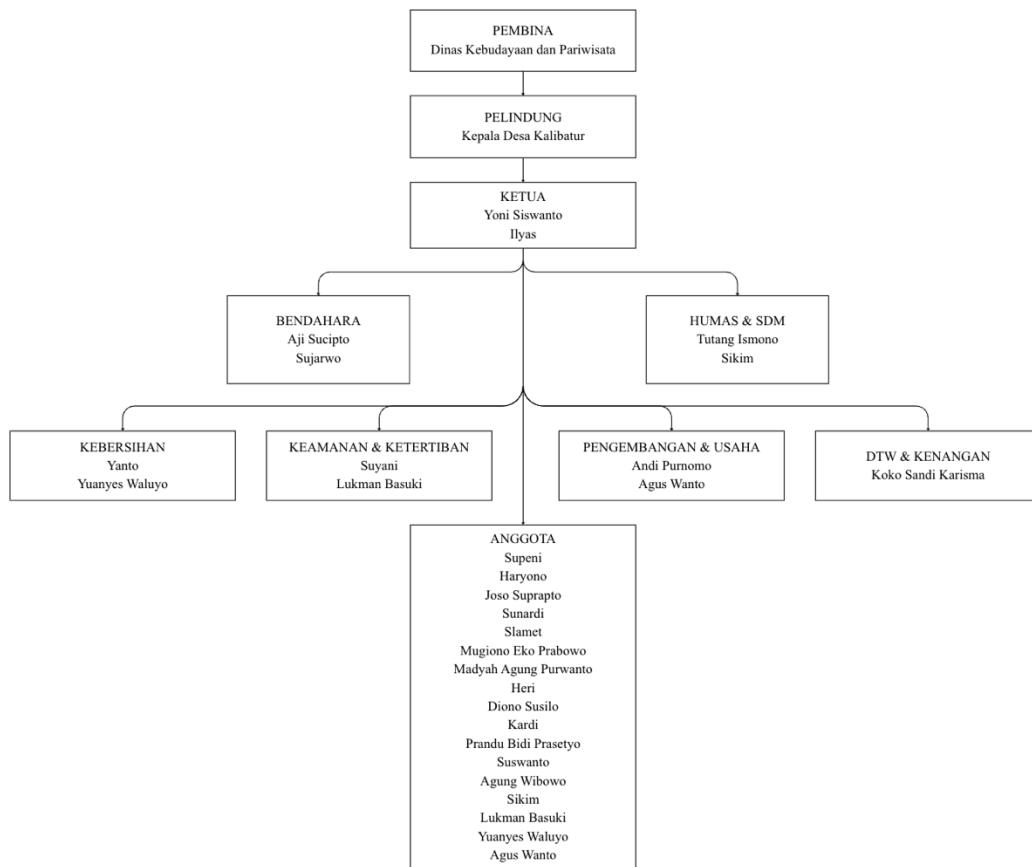 PEMBINA
Dinas Kebudayaan dan Pariwisata
PELINDUNG
Kepala Desa Kalibatur
KETUA
Yoni Siswanto
Ilyas
BENDAHARA
Aji Sucipto
Sujarwo
HUMAS & SDM
Tutang Ismono
Sikim
KEBERSIHAN
Yanto
Yuanyes Waluyo
KEAMANAN & KETERTIBAN
Suyani
Lukman Basuki
PENGEMBANGAN & USAHA
Andi Purnomo
Agus Wanto
DTW & KENANGAN
Koko Sandi Karisma
ANGGOTA
Supeni
Haryono
Joso Suprapto
Sunardi
Slamet
Mugiono Eko Prabowo
Madyah Agung Purwanto
Heri
Diono Susilo
Kardi
Prandu Bidi Prasetyo
Suswanto
Agung Wibowo
Sikim
Lukman Basuki
Yuanyes Waluyo
Agus Wanto